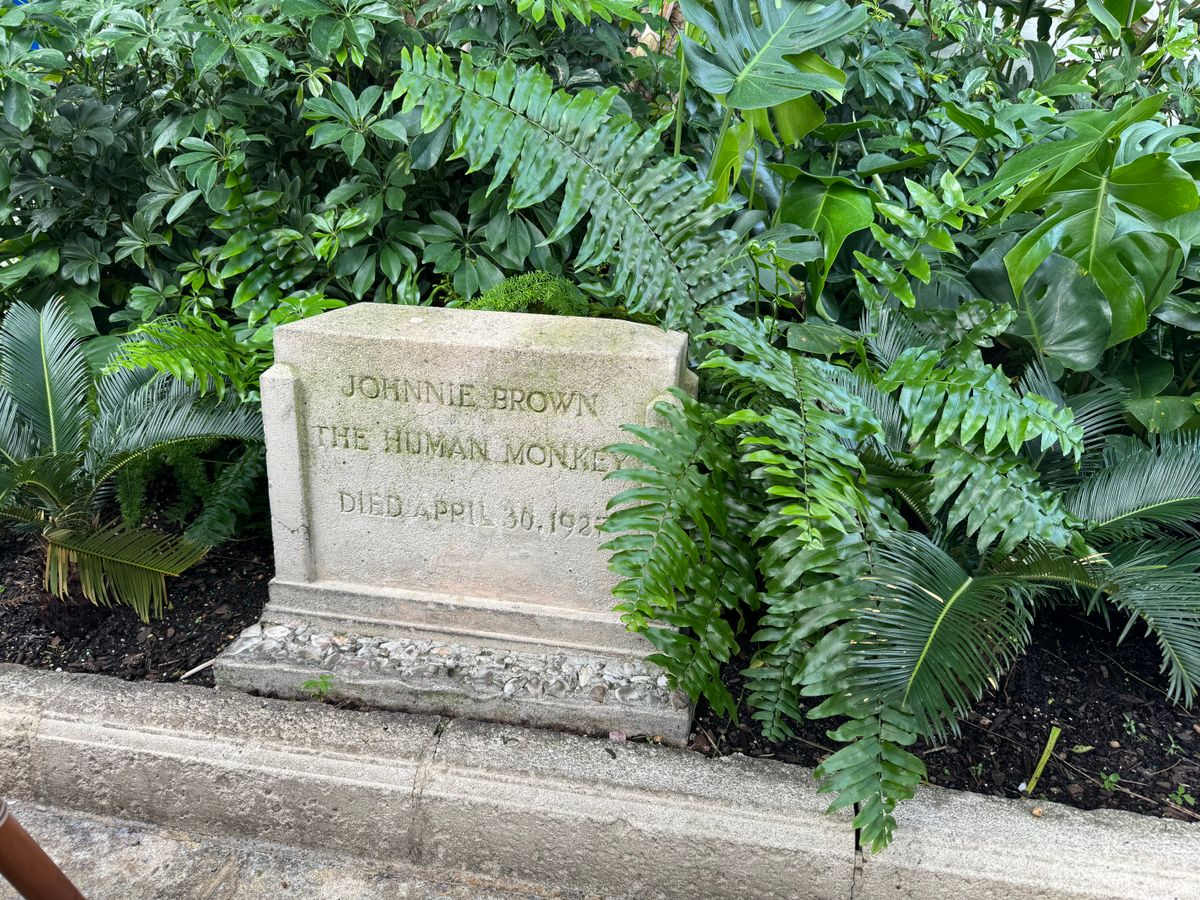 JOHNNIE BROWN
THE HUMAN MONKEY
DIED APRIL 30, 1927